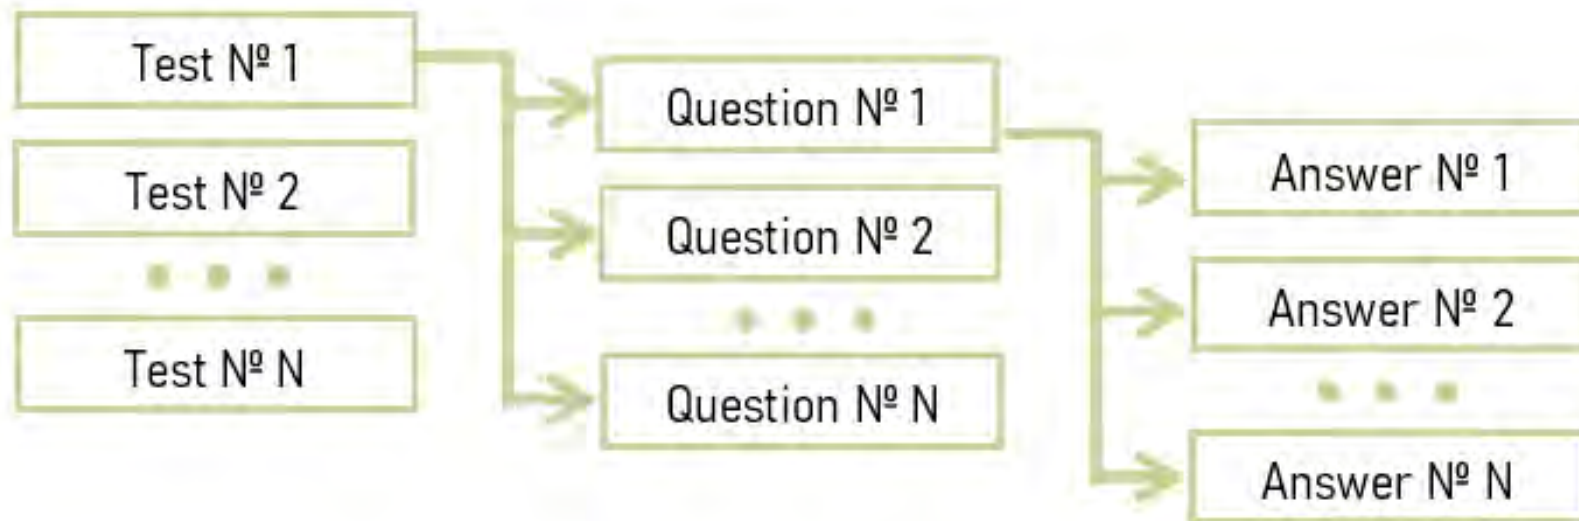 Test № 1
Test № 2
Test № N
Question № 1
Question № 2
Question № N
Answer № 1
Answer № 2
Answer № N